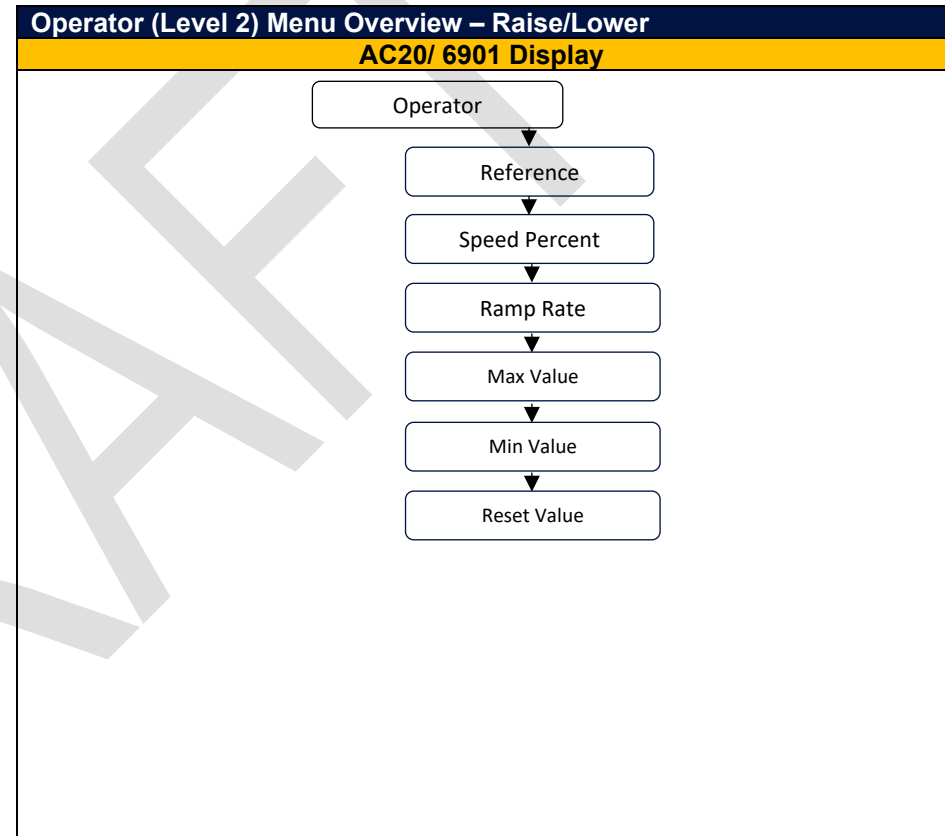 Operator (Level 2) Menu Overview – Raise/Lower
AC20/ 6901 Display
Operator
Reference
Speed Percent
Ramp Rate
Max Value
Min Value
Reset Value